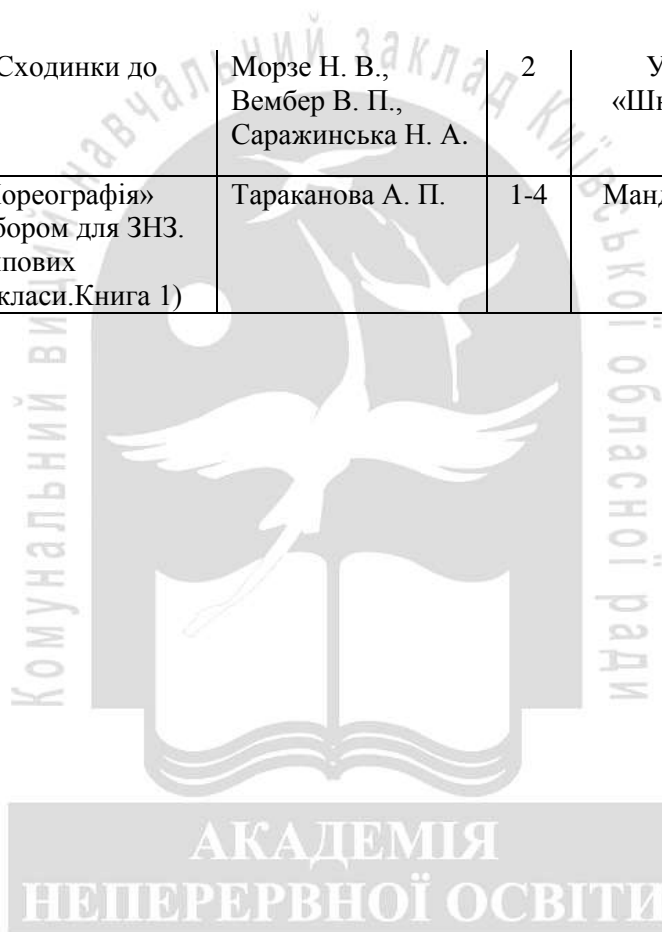 Сходинки до
Морзе Н. В.,
Вембер В. П.,
Саражинська Н. А.
2
У
ореографія»
бором для ЗНЗ.
пових
класи.Книга 1)
Тараканова А. П.
1-4
Манд
Комунальний вищий навчальний заклад Київської обласної ради
АКАДЕМІЯ
НЕПЕРЕРВНОЇ ОСВІТИ